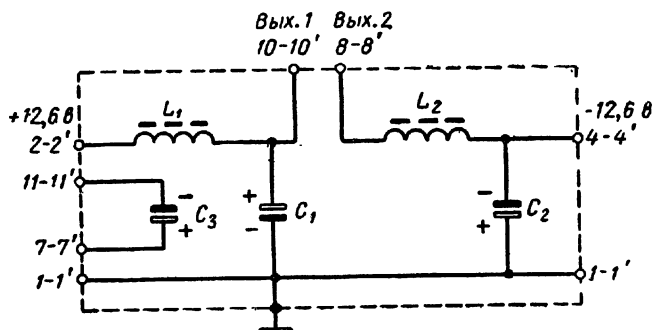 Вых.1 Вых.2
10-10' 8-8'
+12,6 в L₁ L₂ -12,6 в
2-2' 4-4'
11-11'
- + -
C₃ C₁ C₂
+ - +
7-7'
1-1' 1-1'